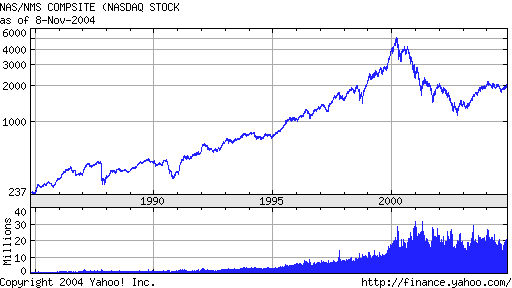 NAS/NMS COMPSITE (NASDAQ STOCK
as of 8-Nov-2004
6000
5000
4000
3000
2000
1000
237
1990 1995 2000
40
30
20
10
0
Millions
Copyright 2004 Yahoo! Inc. http://finance.yahoo.com/